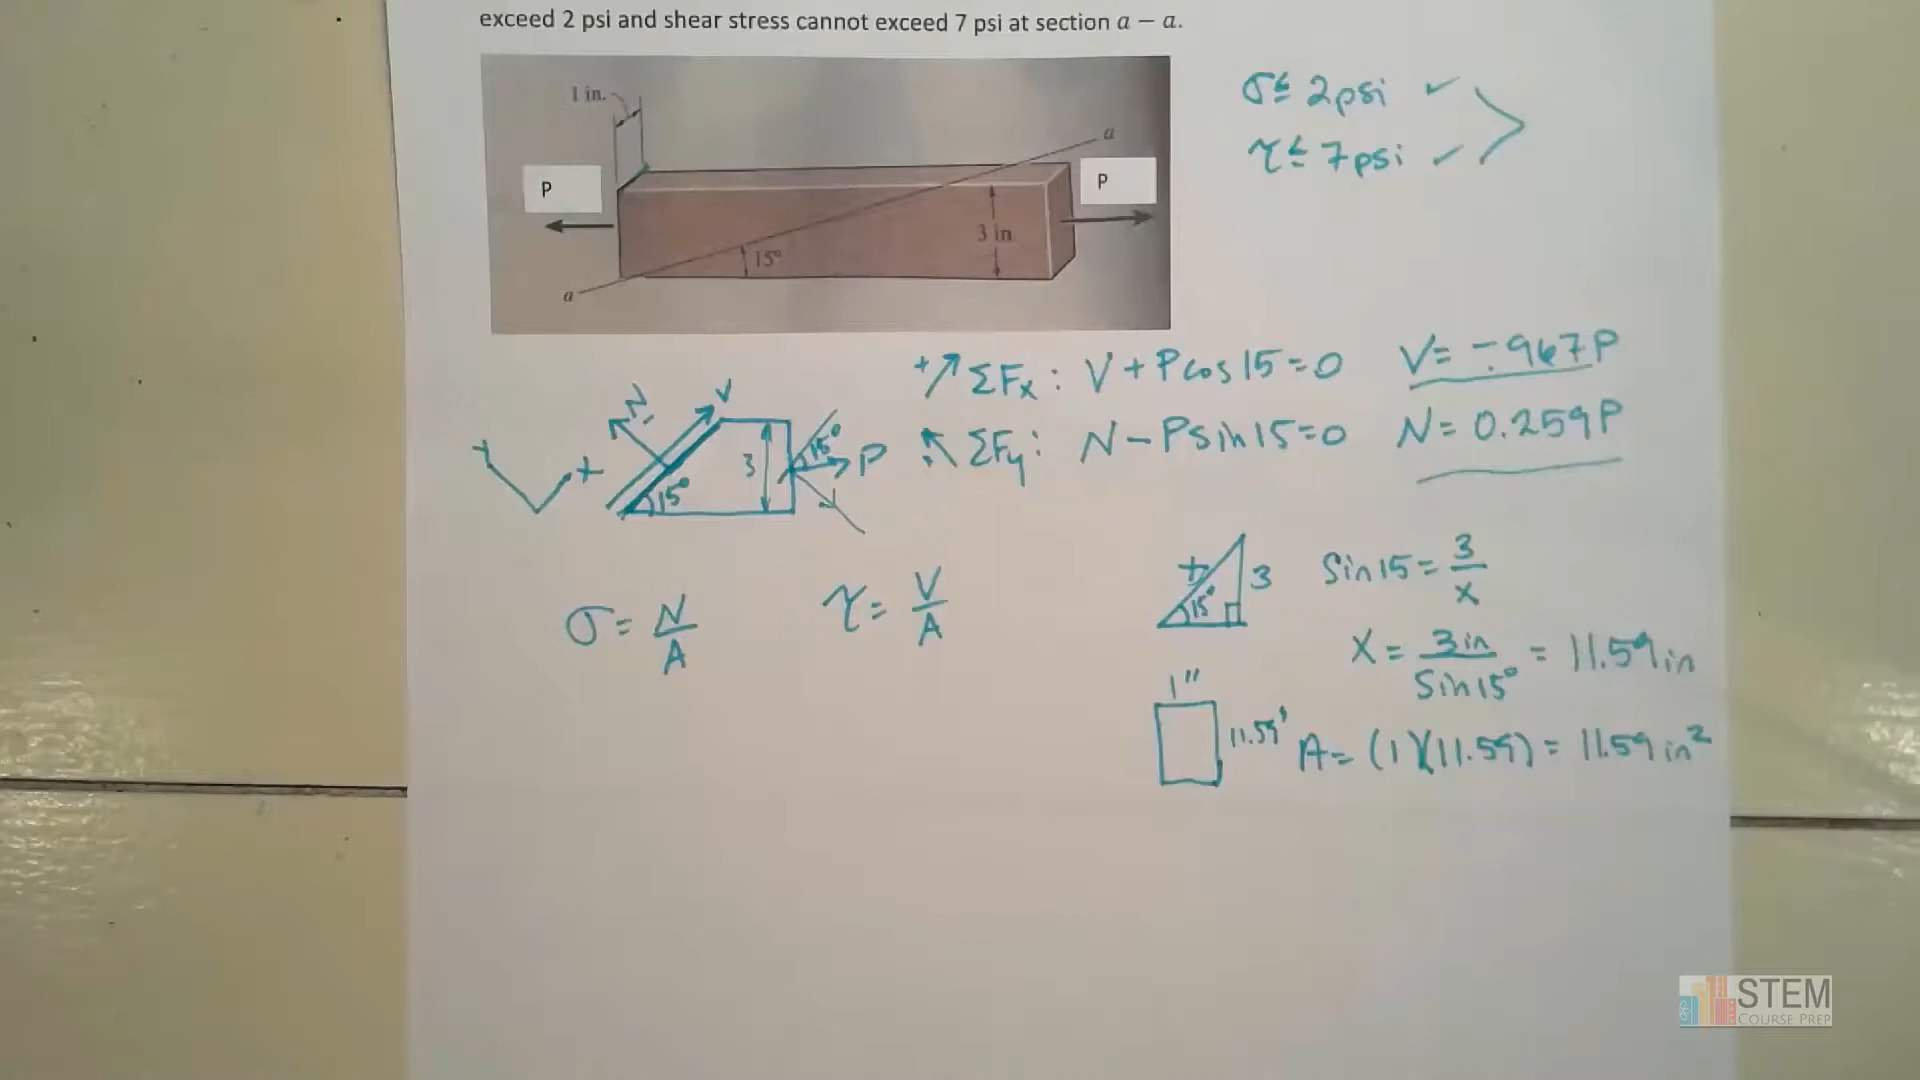 exceed 2 psi and shear stress cannot exceed 7 psi at section a – a.
σ ≤ 2psi ✓
τ ≤ 7psi ✓
1 in.
a
P
P
3 in
15°
a
+↗ ΣFx: V + Pcos15=0
V= -.967P
↖ ΣFy: N - Psin15=0
N= 0.259P
N
V
Y
+
15°
3
15°
P
σ = N/A
τ = V/A
x
3
15°
Sin15 = 3/x
X = 3in/Sin15° = 11.59in
1"
11.59'
A= (1)(11.59) = 11.59in²
STEM
COURSE PREP